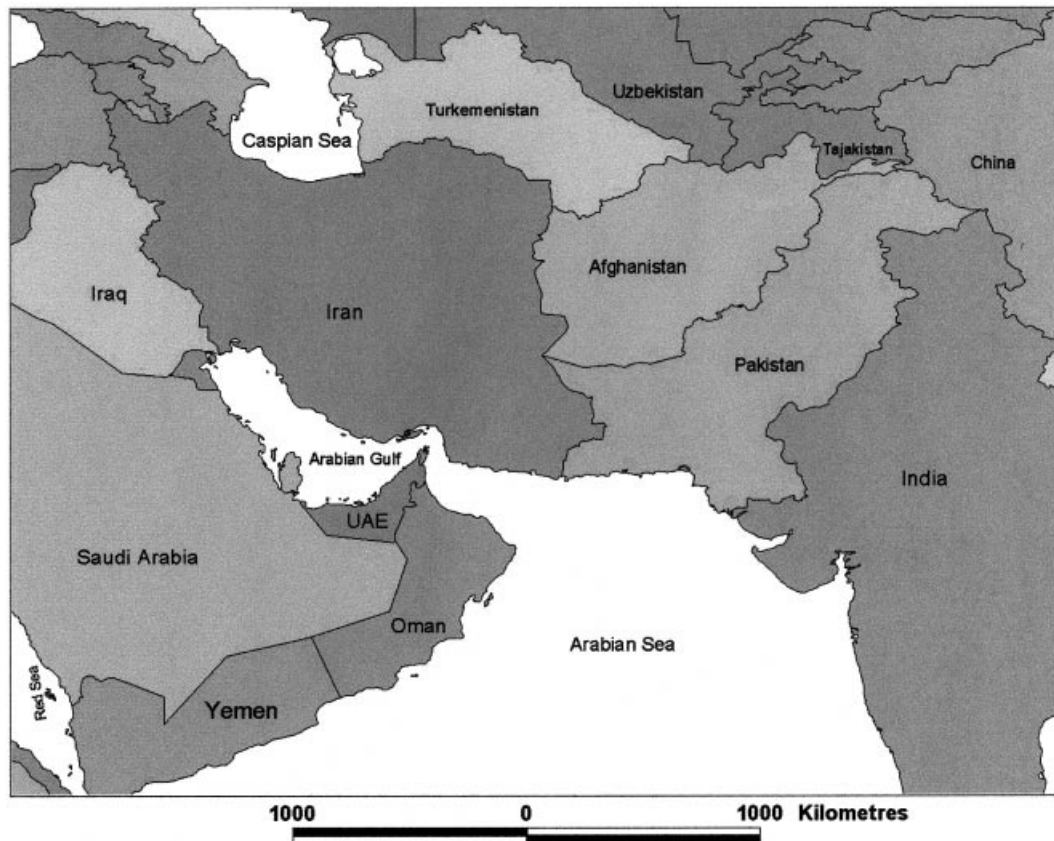 Uzbekistan
Turkemenistan
Caspian Sea
Tajakistan
China
Afghanistan
Iraq
Iran
Pakistan
Arabian Gulf
India
UAE
Saudi Arabia
Oman
Arabian Sea
Red Sea
Yemen
1000 0 1000 Kilometres